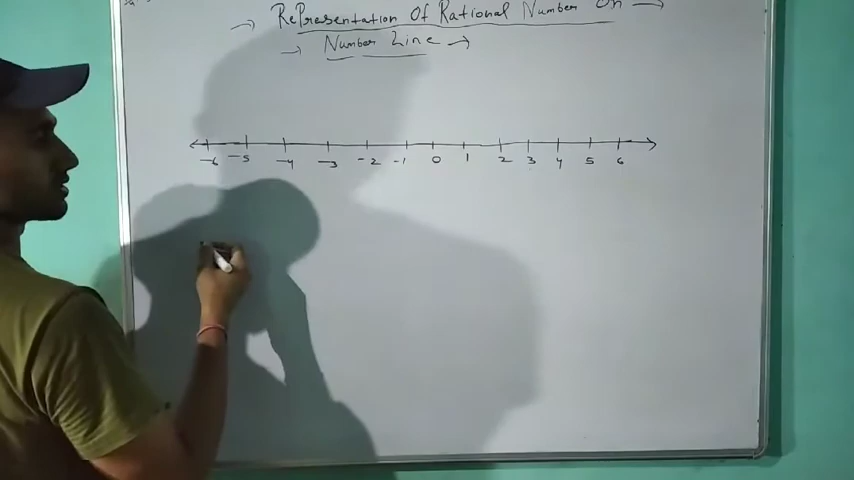 → RePresentation Of Rational Number On →
→ Number Line →
-6 -5 -4 -3 -2 -1 0 1 2 3 4 5 6